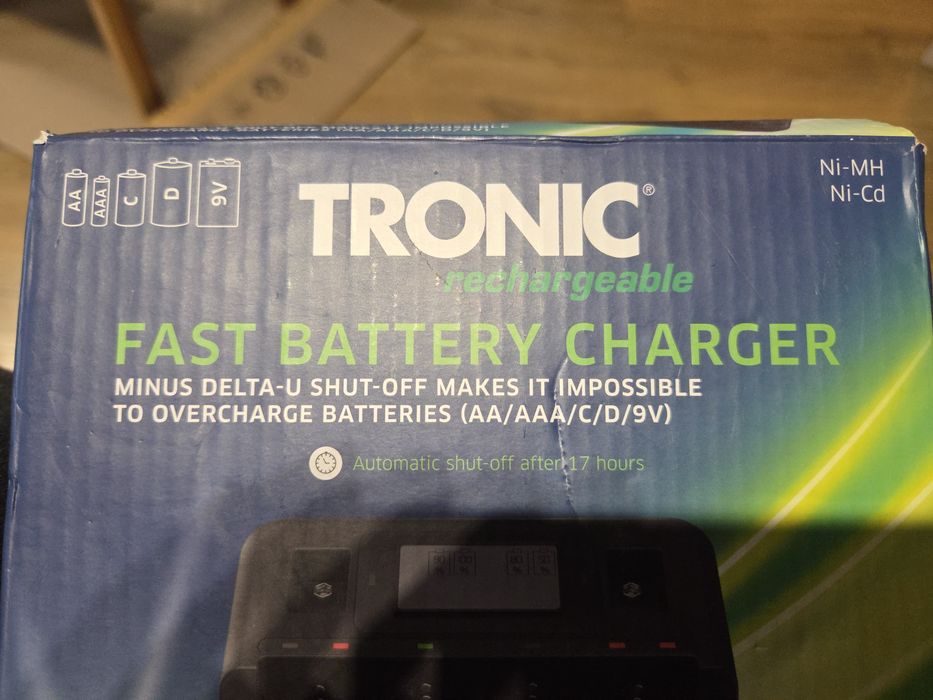 AA AAA C D 9V
Ni-MH
Ni-Cd
TRONIC®
rechargeable
FAST BATTERY CHARGER
MINUS DELTA-U SHUT-OFF MAKES IT IMPOSSIBLE
TO OVERCHARGE BATTERIES (AA/AAA/C/D/9V)
Automatic shut-off after 17 hours